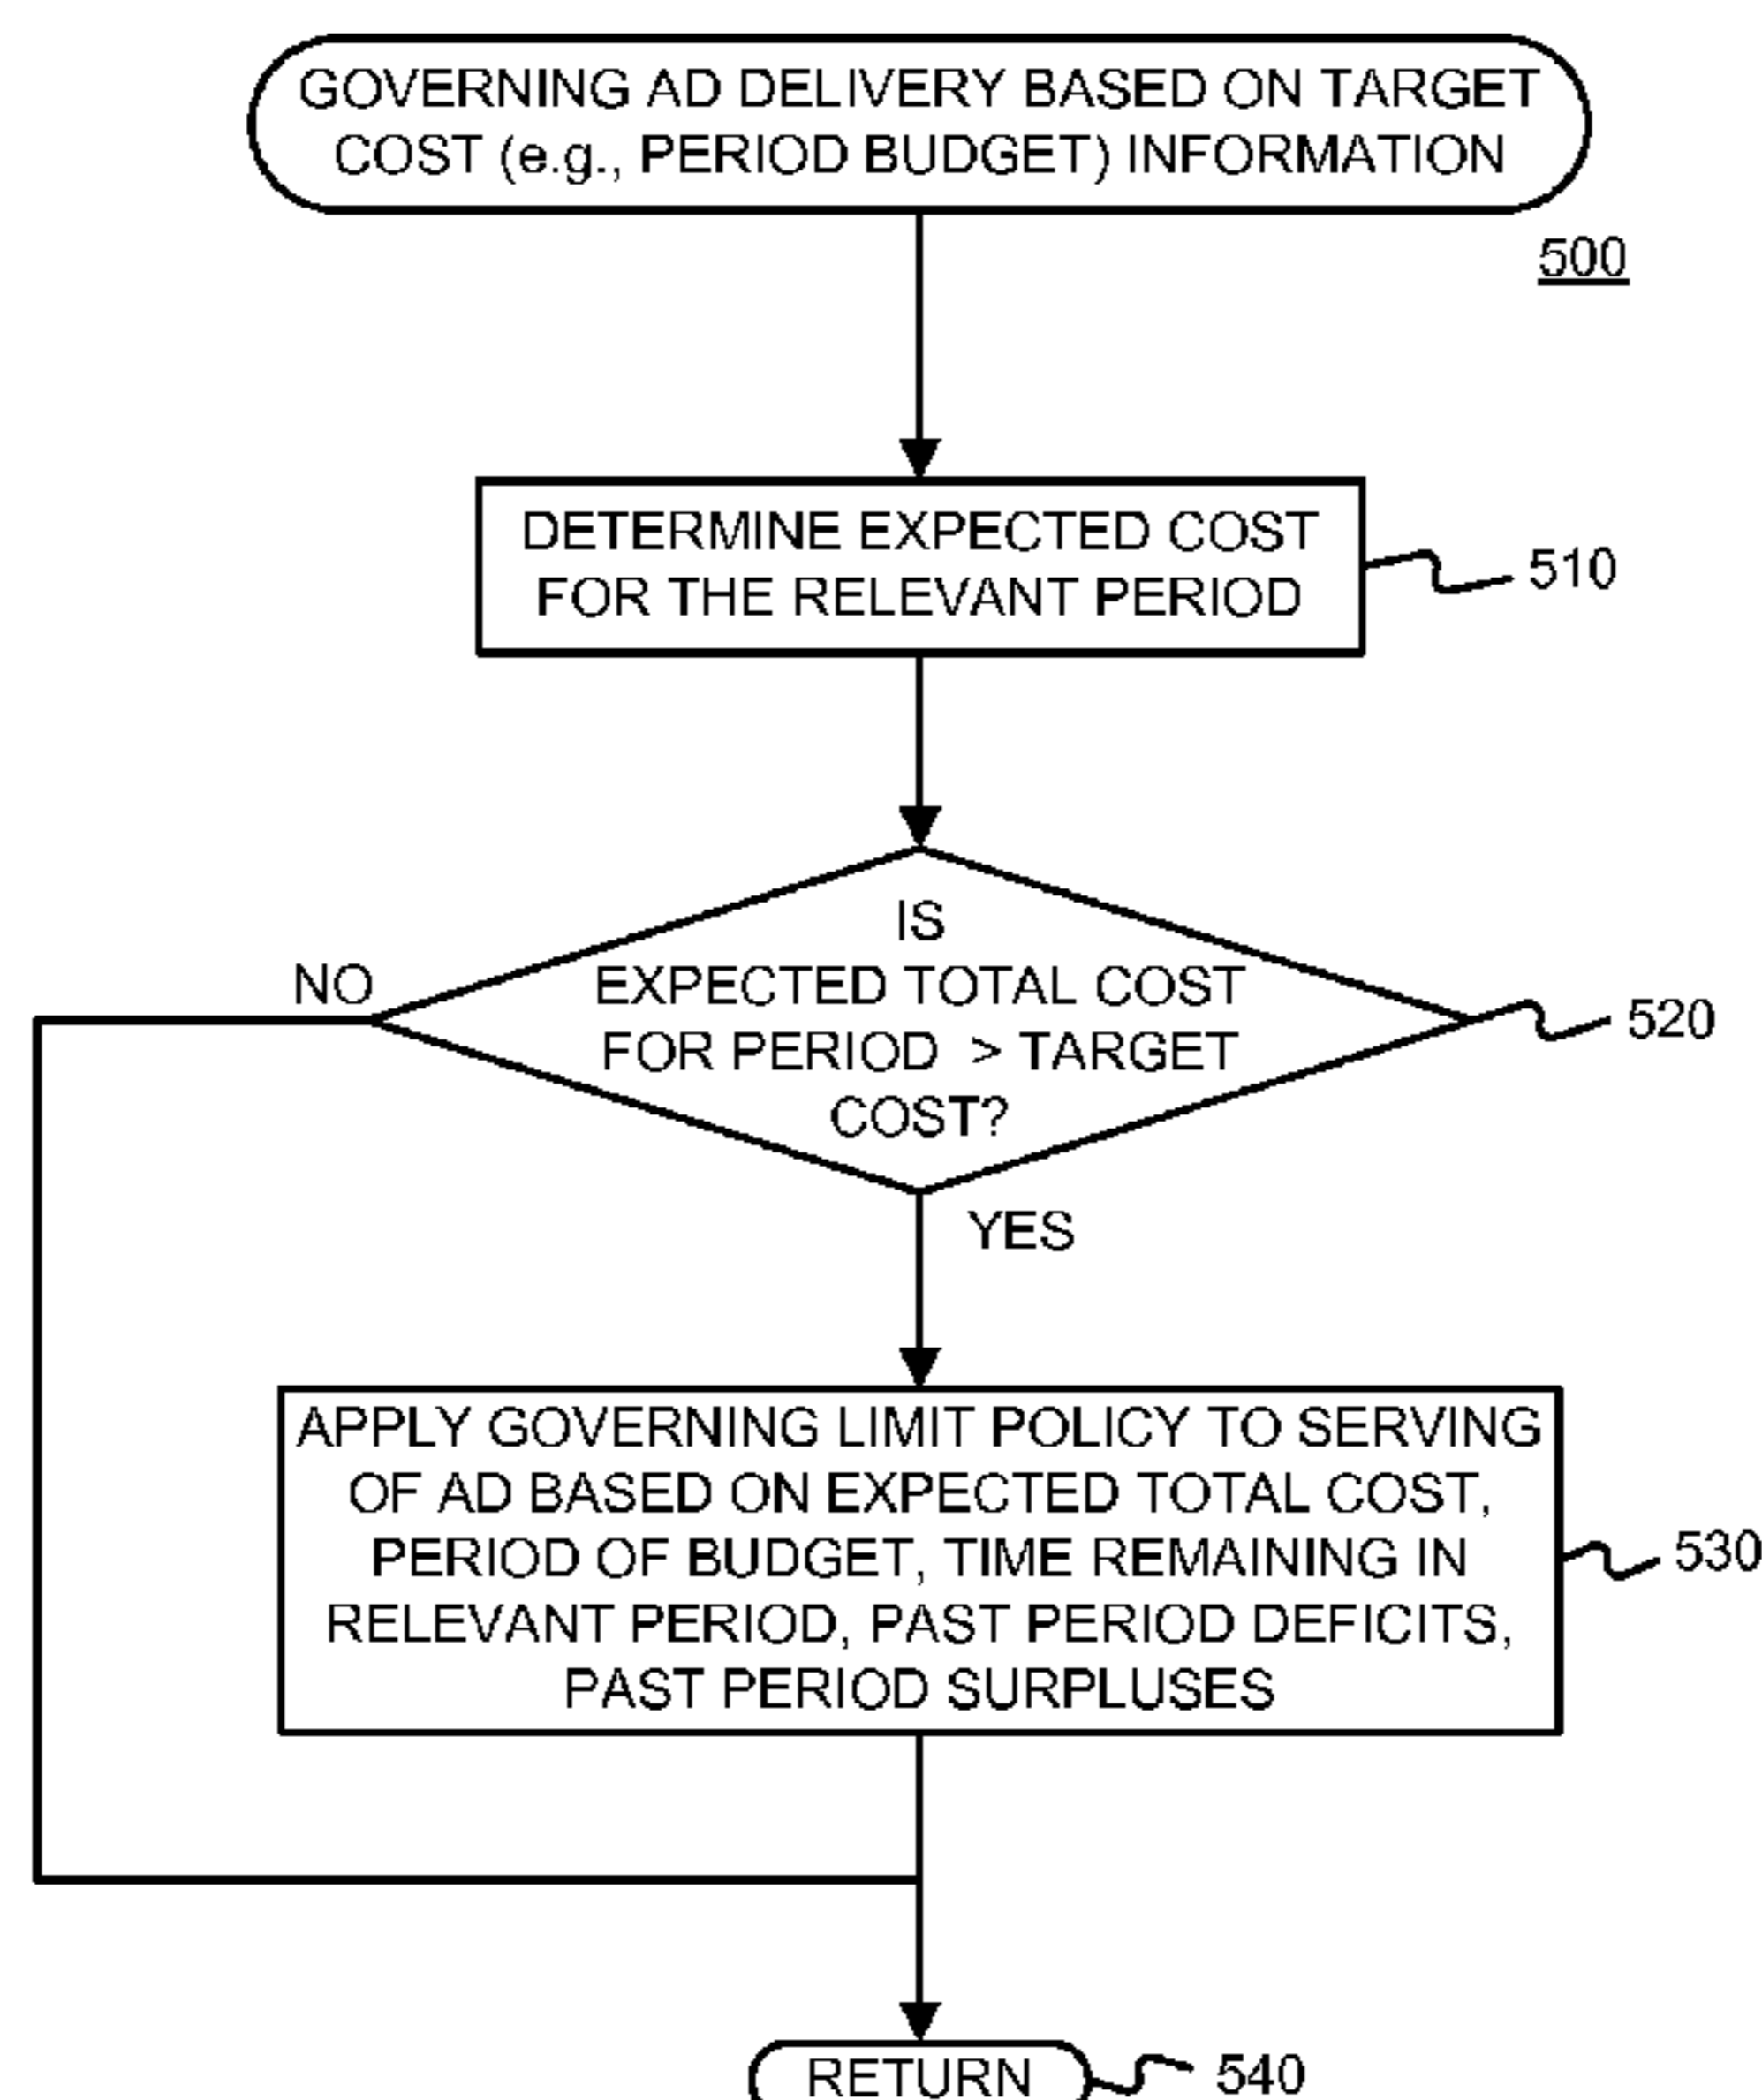 GOVERNING AD DELIVERY BASED ON TARGET
COST (e.g., PERIOD BUDGET) INFORMATION
500
DETERMINE EXPECTED COST
FOR THE RELEVANT PERIOD
510
IS
EXPECTED TOTAL COST
FOR PERIOD > TARGET
COST?
NO
520
YES
APPLY GOVERNING LIMIT POLICY TO SERVING
OF AD BASED ON EXPECTED TOTAL COST,
PERIOD OF BUDGET, TIME REMAINING IN
RELEVANT PERIOD, PAST PERIOD DEFICITS,
PAST PERIOD SURPLUSES
530
RETURN
540